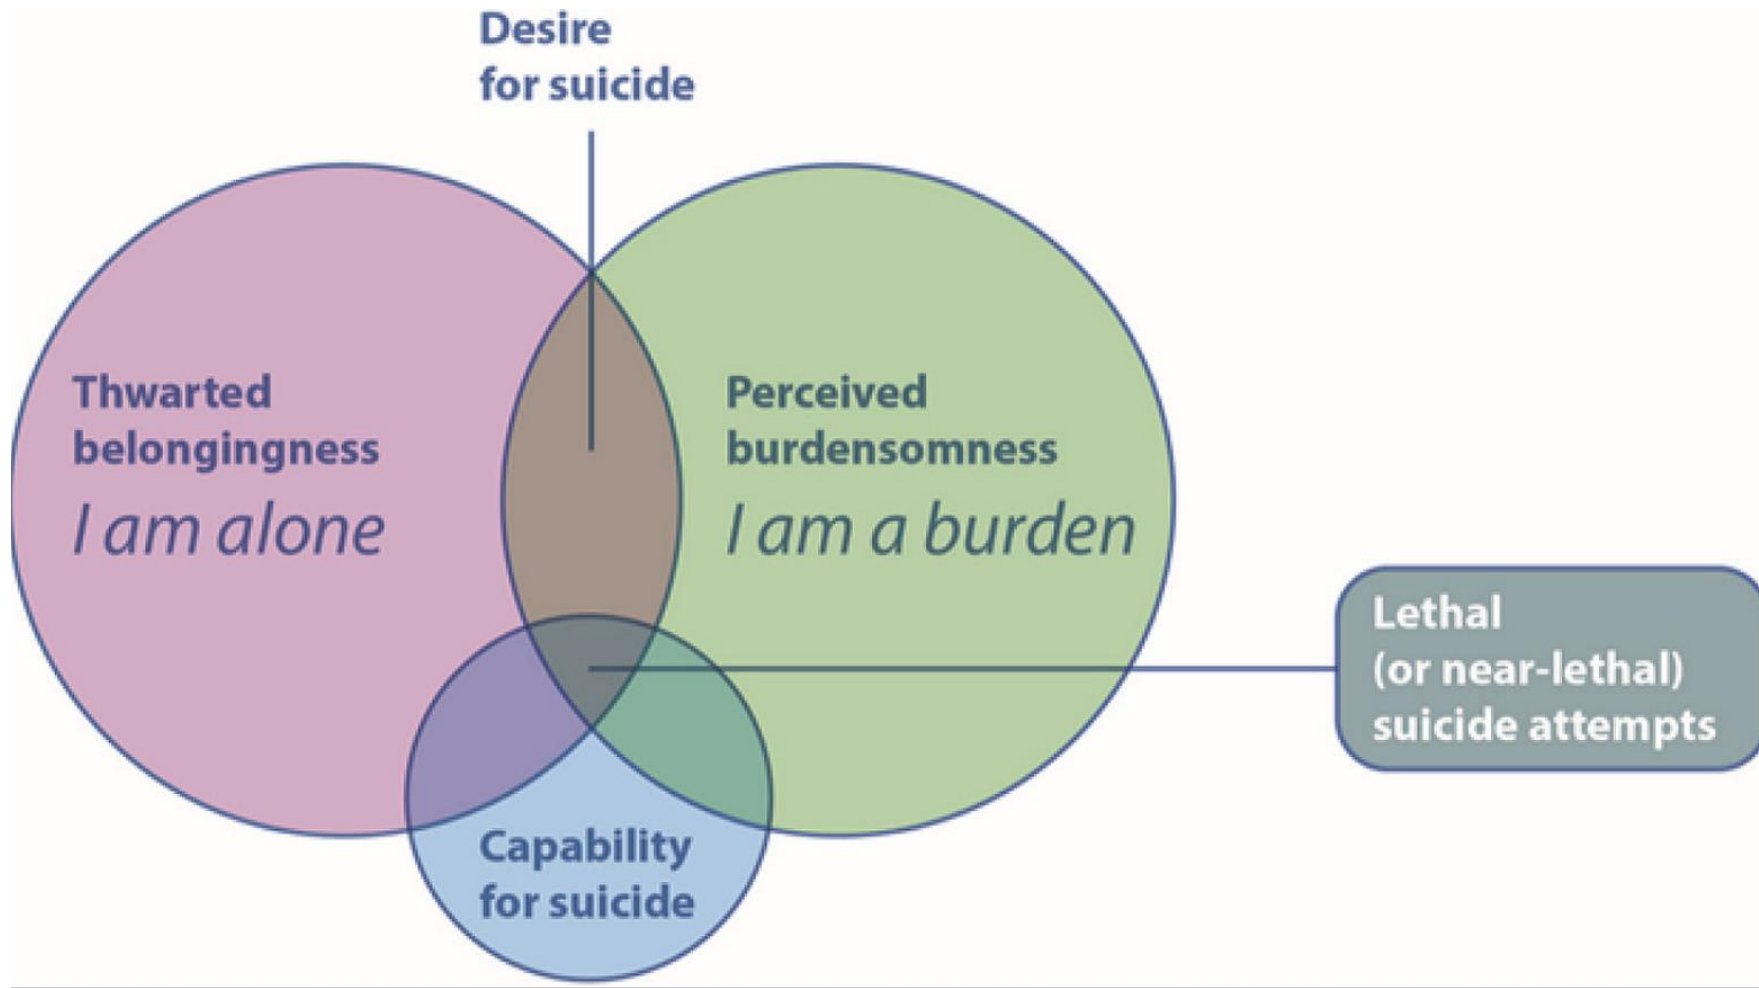 Desire
for suicide
Thwarted
belongingness
I am alone
Perceived
burdensomness
I am a burden
Lethal
(or near-lethal)
suicide attempts
Capability
for suicide